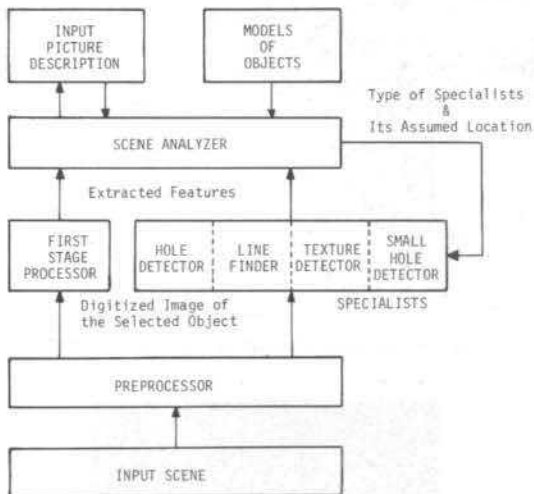 INPUT
PICTURE
DESCRIPTION
MODELS
OF
OBJECTS
Type of Specialists
&
Its Assumed Location
SCENE ANALYZER
Extracted Features
FIRST
STAGE
PROCESSOR
HOLE
DETECTOR
LINE
FINDER
TEXTURE
DETECTOR
SMALL
HOLE
DETECTOR
SPECIALISTS
Digitized Image of
the Selected Object
PREPROCESSOR
INPUT SCENE